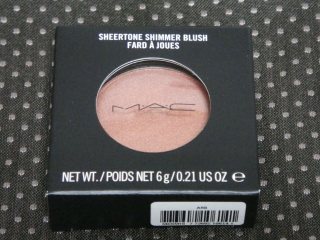 SHEERTONE SHIMMER BLUSH
FARD À JOUES
MAC
NET WT./POIDS NET 6 g/0.21 US OZ ℮